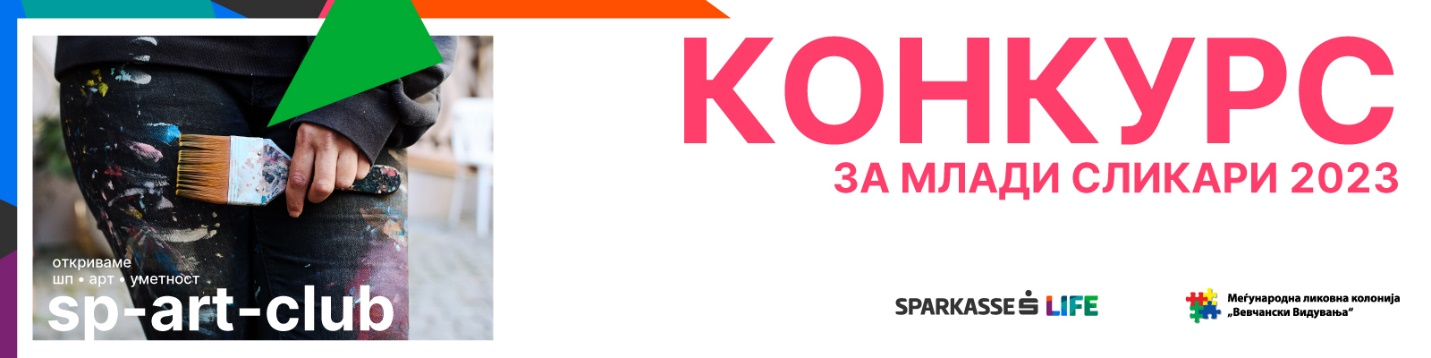 КОНКУРС
ЗА МЛАДИ СЛИКАРИ 2023
откриваме
шп • арт • уметност
sp-art-club
SPARKASSE S LIFE
Меѓународна ликовна колонија
„Вевчански Видувања“